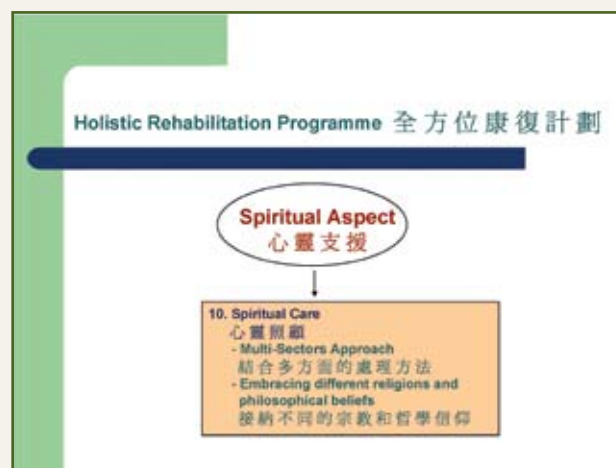 Holistic Rehabilitation Programme 全方位康復計劃
Spiritual Aspect
心靈支援
10. Spiritual Care
心靈照顧
- Multi-Sectors Approach
結合多方面的處理方法
- Embracing different religions and
philosophical beliefs
接納不同的宗教和哲學信仰